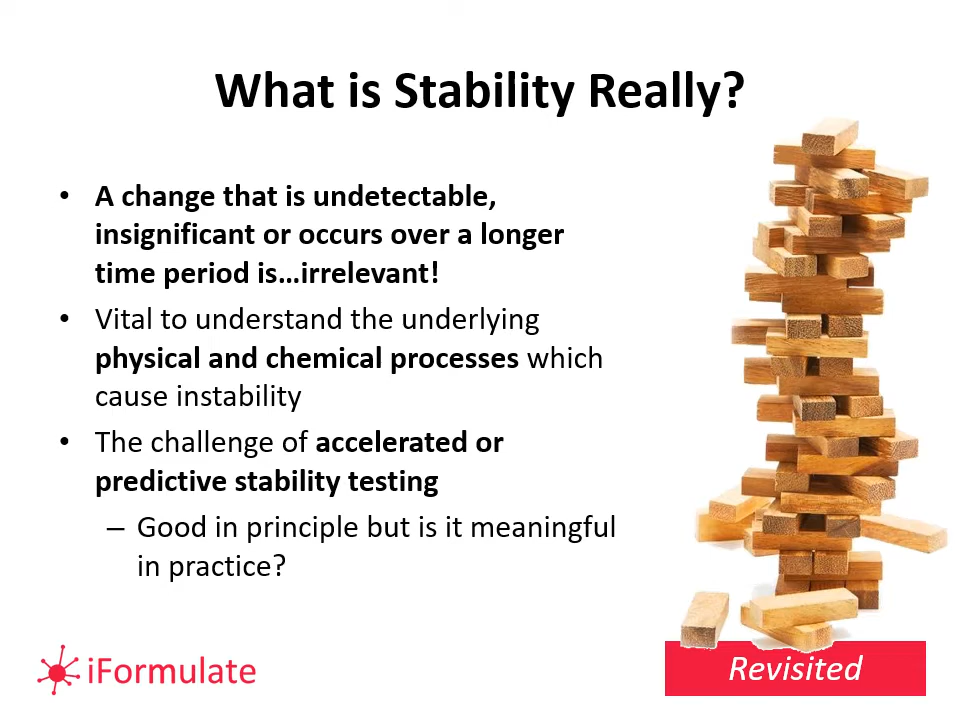 What is Stability Really?
• A change that is undetectable,
insignificant or occurs over a longer
time period is…irrelevant!
• Vital to understand the underlying
physical and chemical processes which
cause instability
• The challenge of accelerated or
predictive stability testing
– Good in principle but is it meaningful
in practice?
iFormulate
Revisited